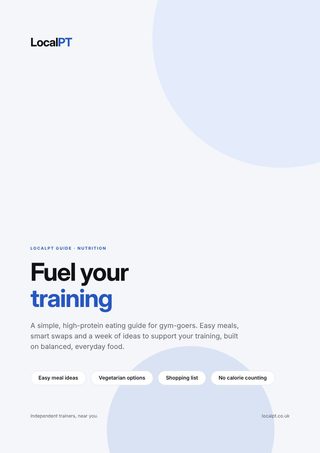 LocalPT
LOCALPT GUIDE · NUTRITION
Fuel your
training
A simple, high-protein eating guide for gym-goers. Easy meals,
smart swaps and a week of ideas to support your training, built
on balanced, everyday food.
Easy meal ideas
Vegetarian options
Shopping list
No calorie counting
Independent trainers, near you.
localpt.co.uk